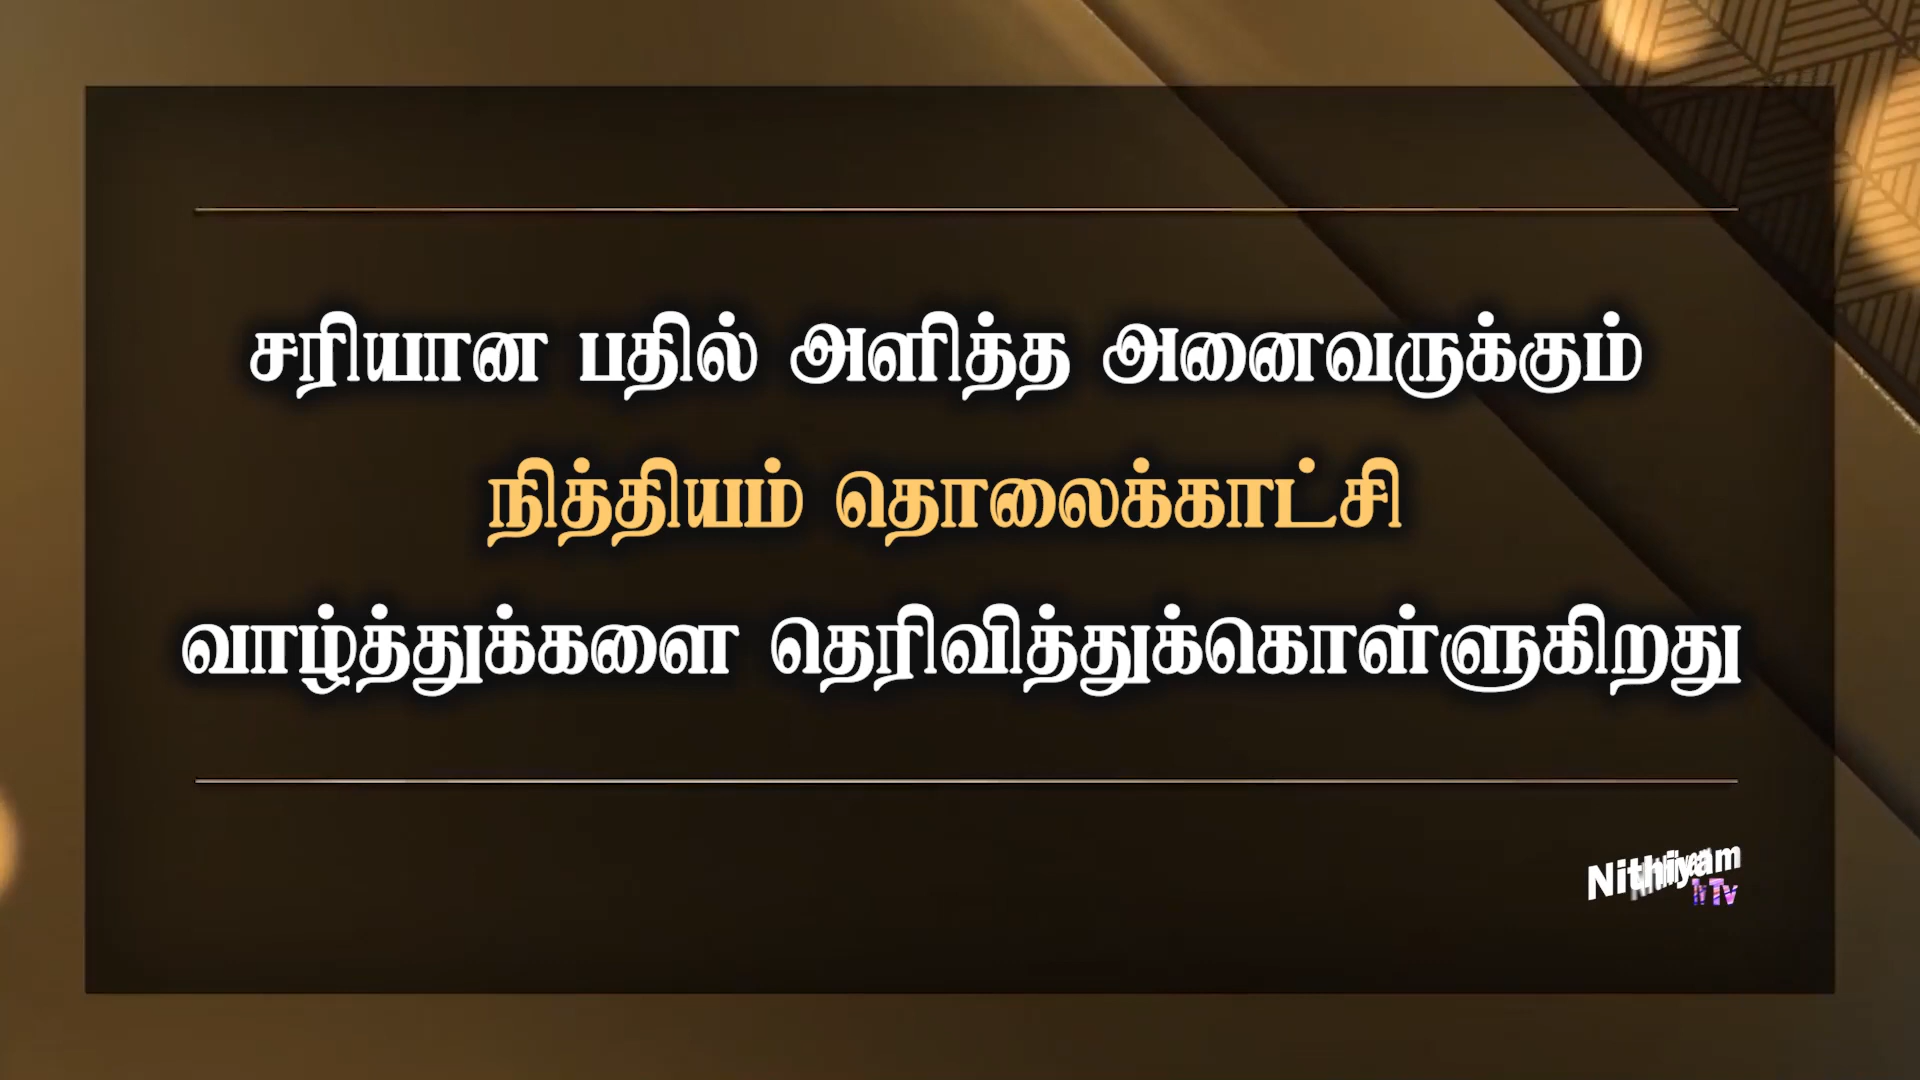 சரியான பதில் அளித்த அனைவருக்கும்
நித்தியம் தொலைக்காட்சி
வாழ்த்துக்களை தெரிவித்துக்கொள்ளுகிறது
Nithiyam
Tv